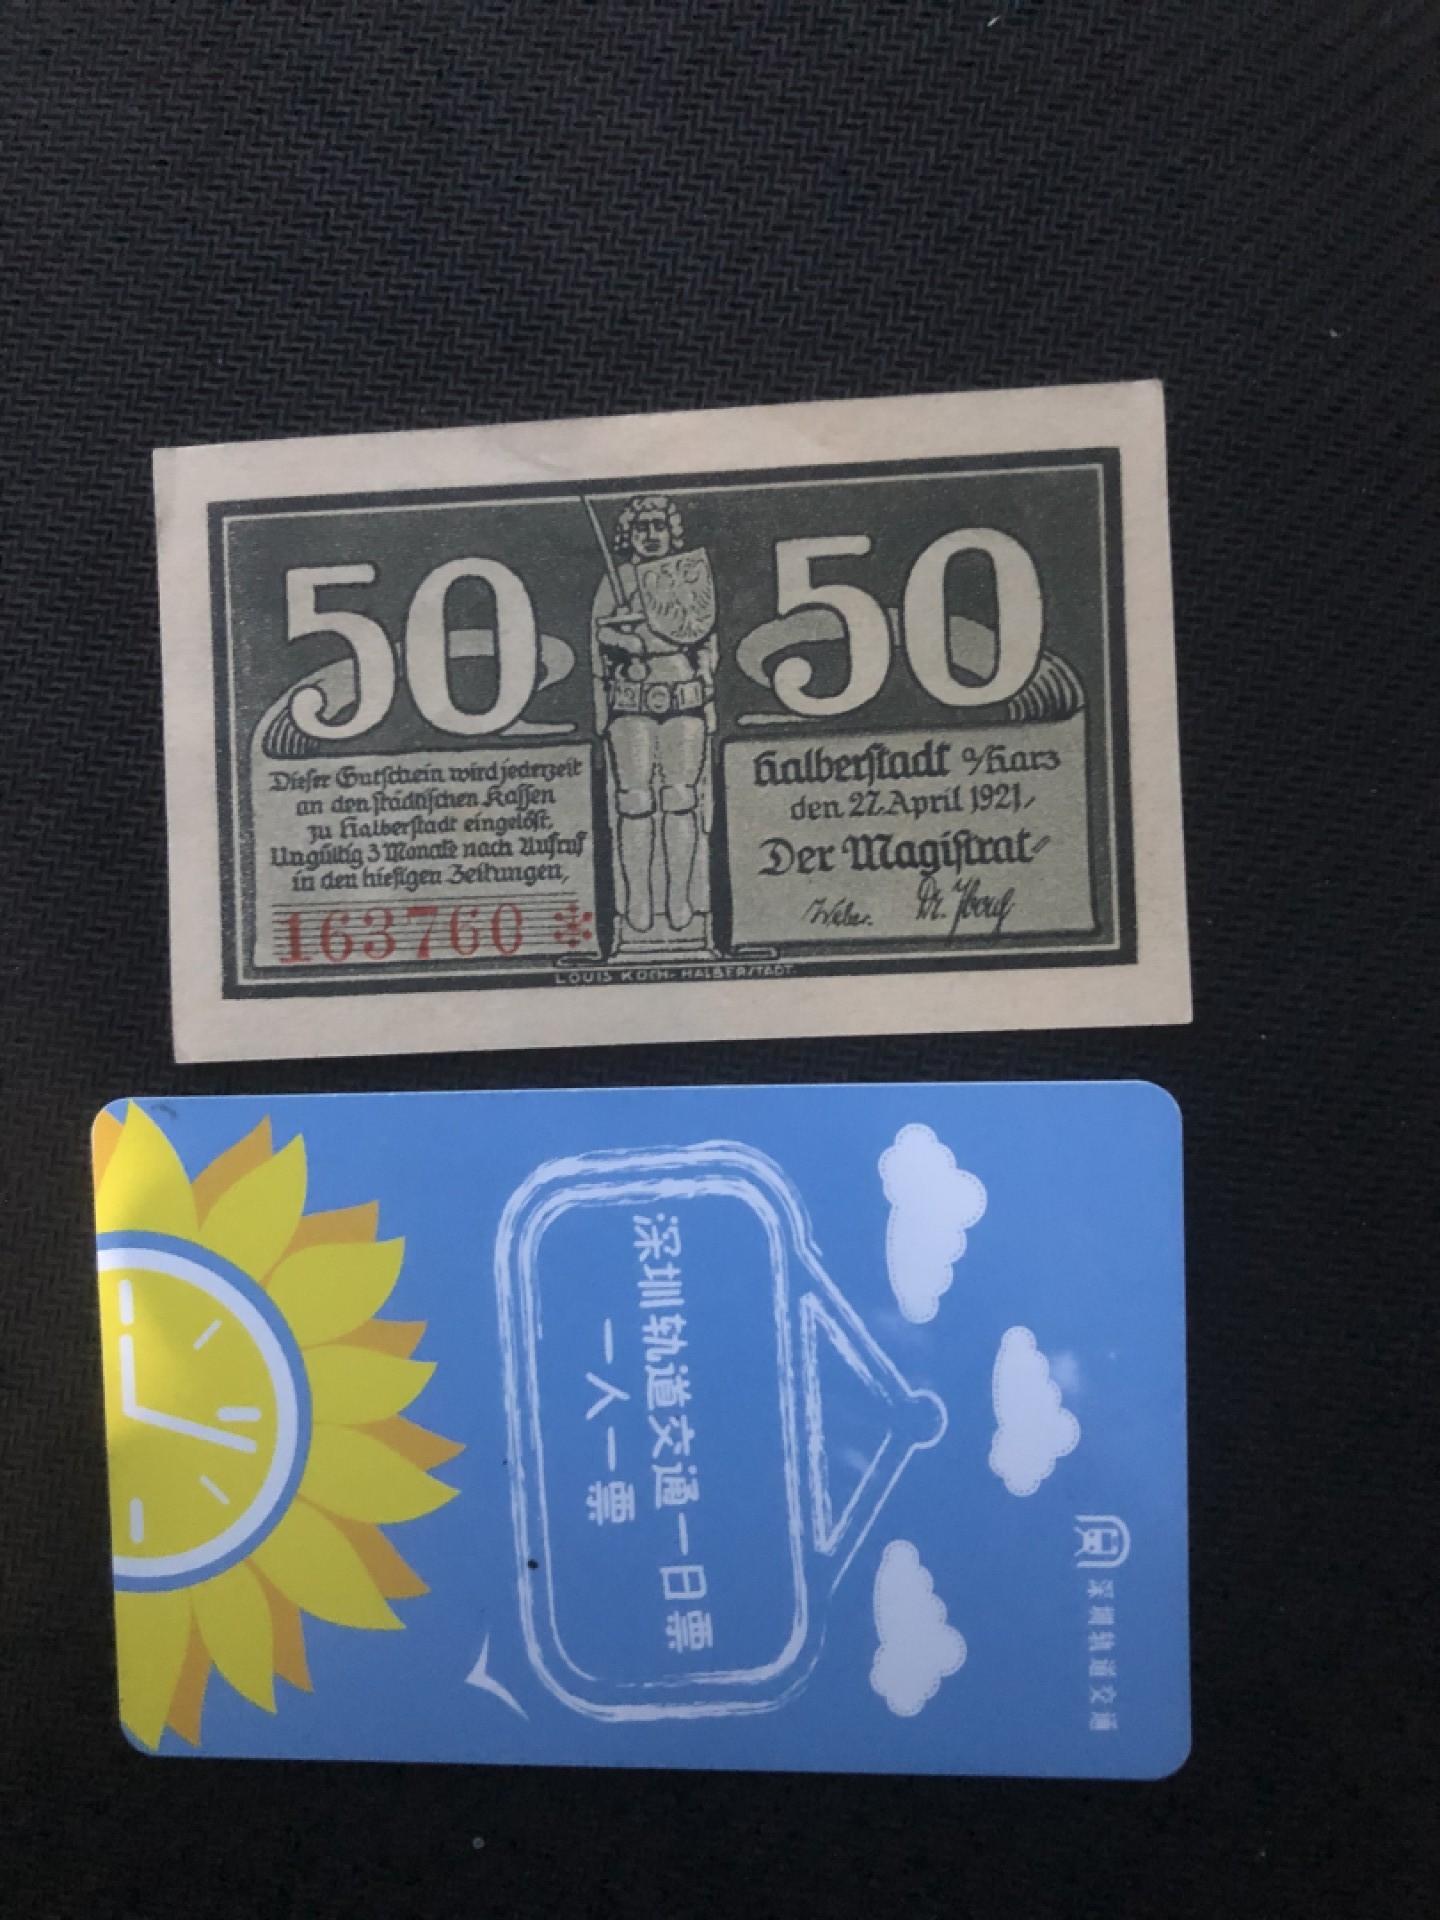 50
50
Dieser Gutschein wird jederzeit
an den städtischen Kassen
zu Halberstadt eingelöst.
Ungültig 3 Monate nach Aufruf
in den hiesigen Zeitungen,
163760
Halberstadt a/Harz
den 27. April 1921,
Der Magistrat
Weber.
LOUIS KOCH · HALBERSTADT.
深圳轨道交通一日票
一人一票
深圳轨道交通